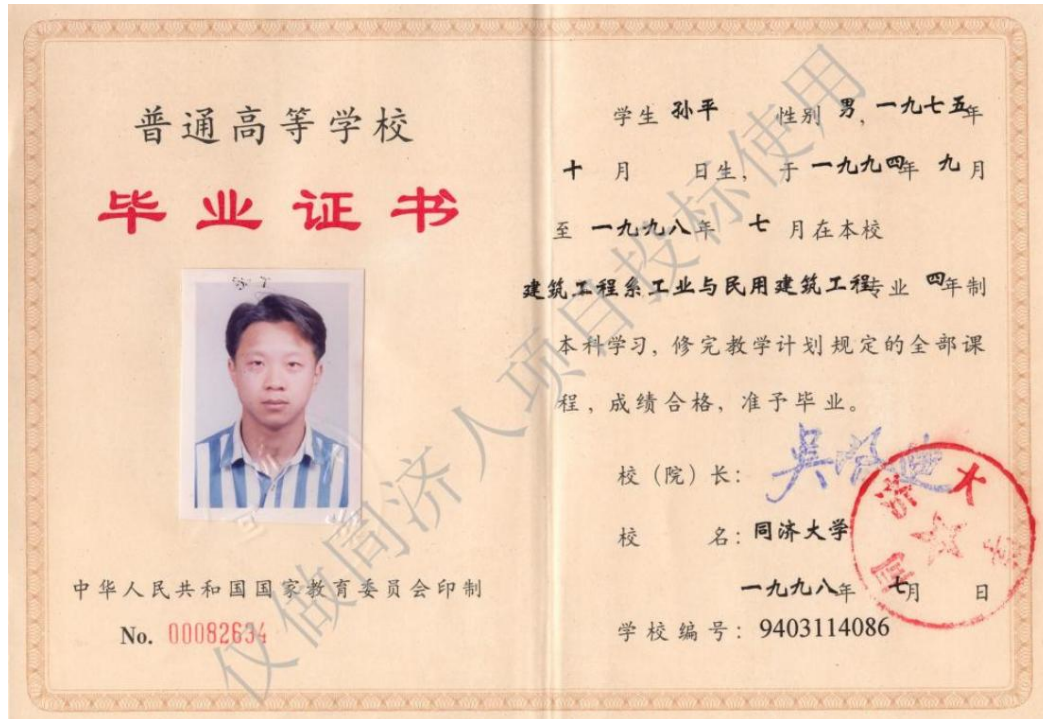 普通高等学校
毕业证书
中华人民共和国国家教育委员会印制
No. 00082634
学生 孙平 性别 男, 一九七五年
十 月 日生, 于 一九九四年 九月
至 一九九八年 七 月在本校
建筑工程系工业与民用建筑工程专业 四年制
本科学习, 修完教学计划规定的全部课
程, 成绩合格, 准予毕业。
校(院)长: 吴启迪
校 名: 同济大学
一九九八年 七月 日
学校编号: 9403114086
同济大学
仅做同济人项目投标使用